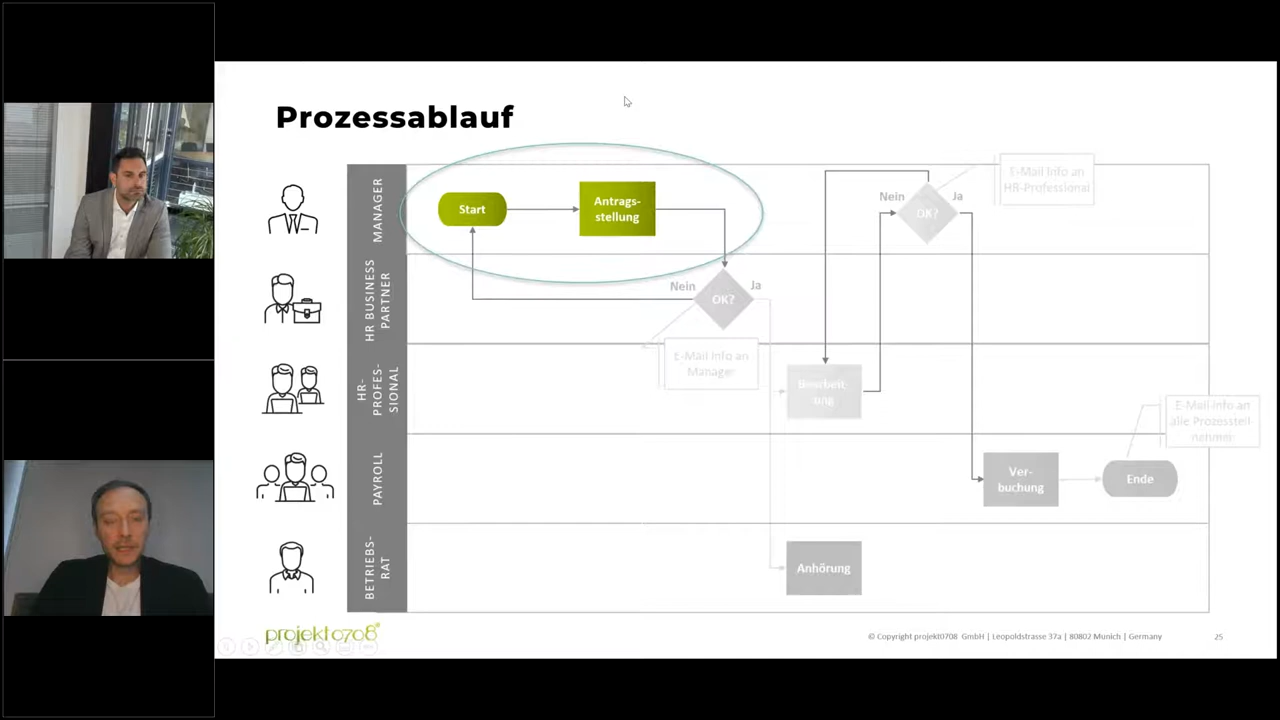 Prozessablauf
MANAGER
Start
Antrags-
stellung
Nein
OK?
Ja
E-Mail Info an
HR-Professional
HR BUSINESS
PARTNER
Nein
OK?
Ja
E-Mail Info an
Manager
HR-
PROFES-
SIONAL
Bearbeit-
ung
E-Mail-Info an
alle Prozessteil-
nehmer
PAYROLL
Ver-
buchung
Ende
BETRIEBS-
RAT
Anhörung
projekt0708®
© Copyright projekt0708 GmbH | Leopoldstrasse 37a | 80802 Munich | Germany
25